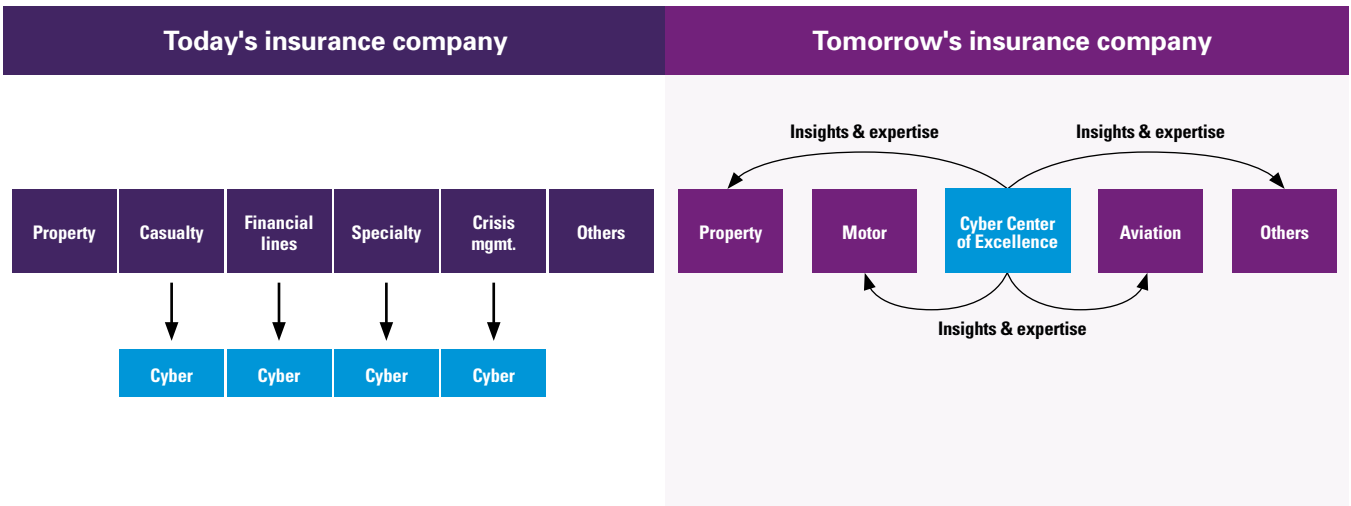 Today's insurance company
Tomorrow's insurance company
Property
Casualty
Financial
lines
Specialty
Crisis
mgmt.
Others
Cyber
Cyber
Cyber
Cyber
Insights & expertise
Insights & expertise
Property
Motor
Cyber Center
of Excellence
Aviation
Others
Insights & expertise